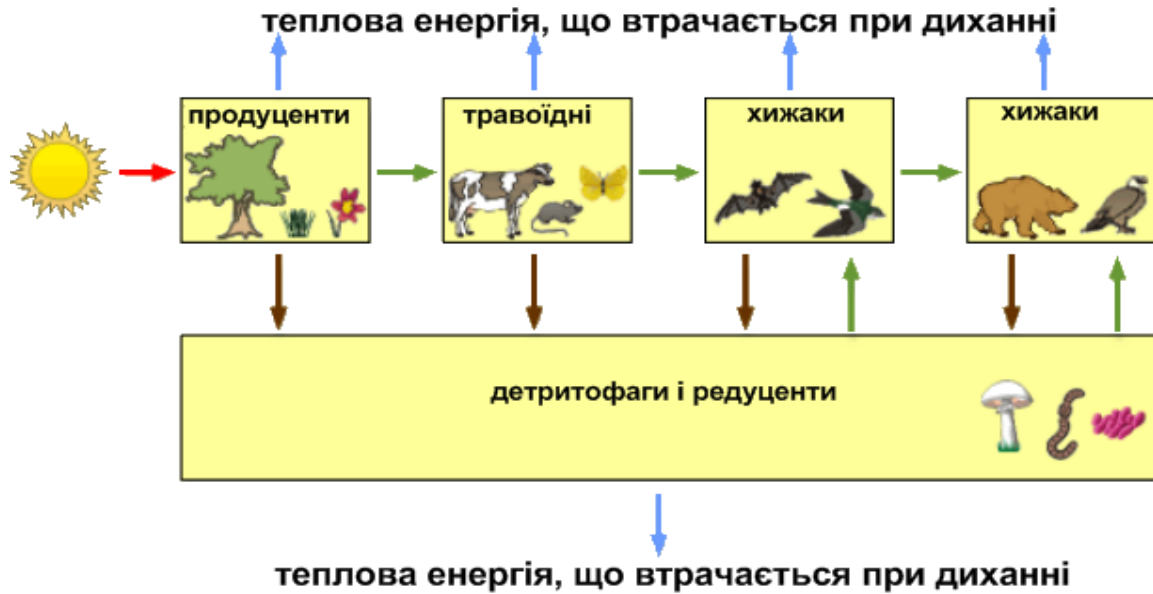 теплова енергія, що втрачається при диханні
продуценти
травоїдні
хижаки
хижаки
детритофаги і редуценти
теплова енергія, що втрачається при диханні